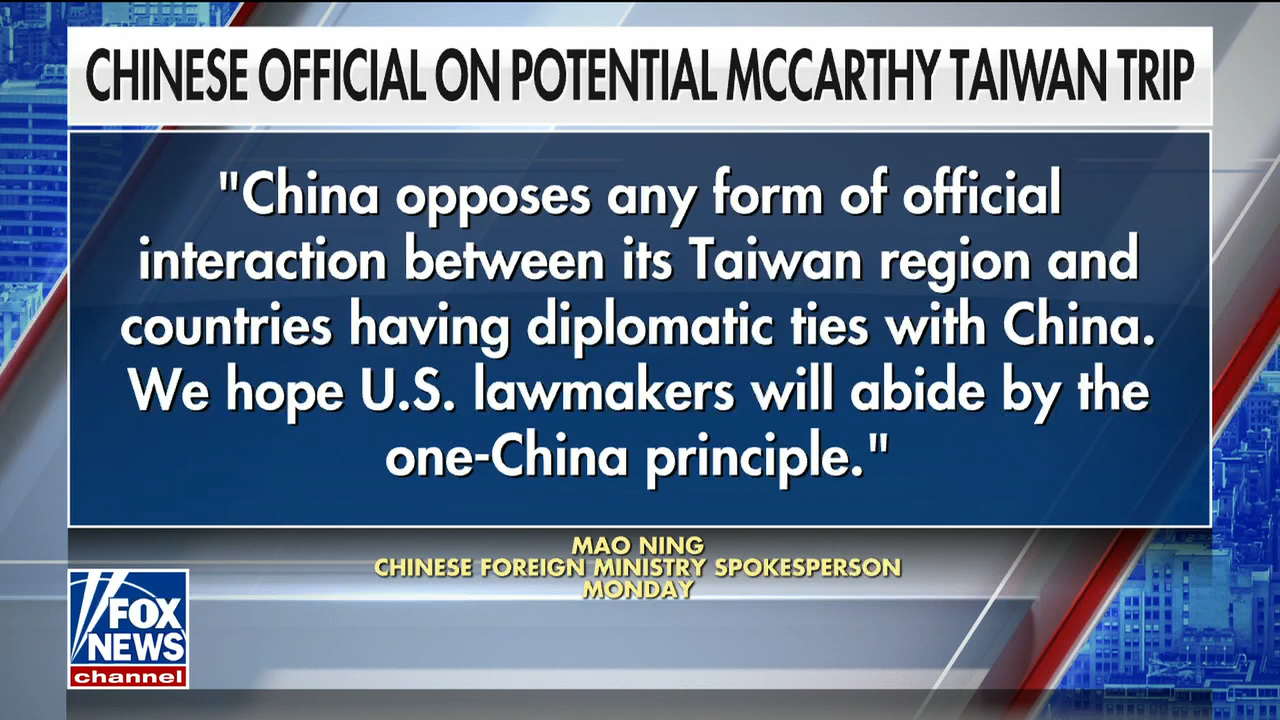 CHINESE OFFICIAL ON POTENTIAL MCCARTHY TAIWAN TRIP
"China opposes any form of official
interaction between its Taiwan region and
countries having diplomatic ties with China.
We hope U.S. lawmakers will abide by the
one-China principle."
MAO NING
CHINESE FOREIGN MINISTRY SPOKESPERSON
MONDAY
FOX
NEWS
channel